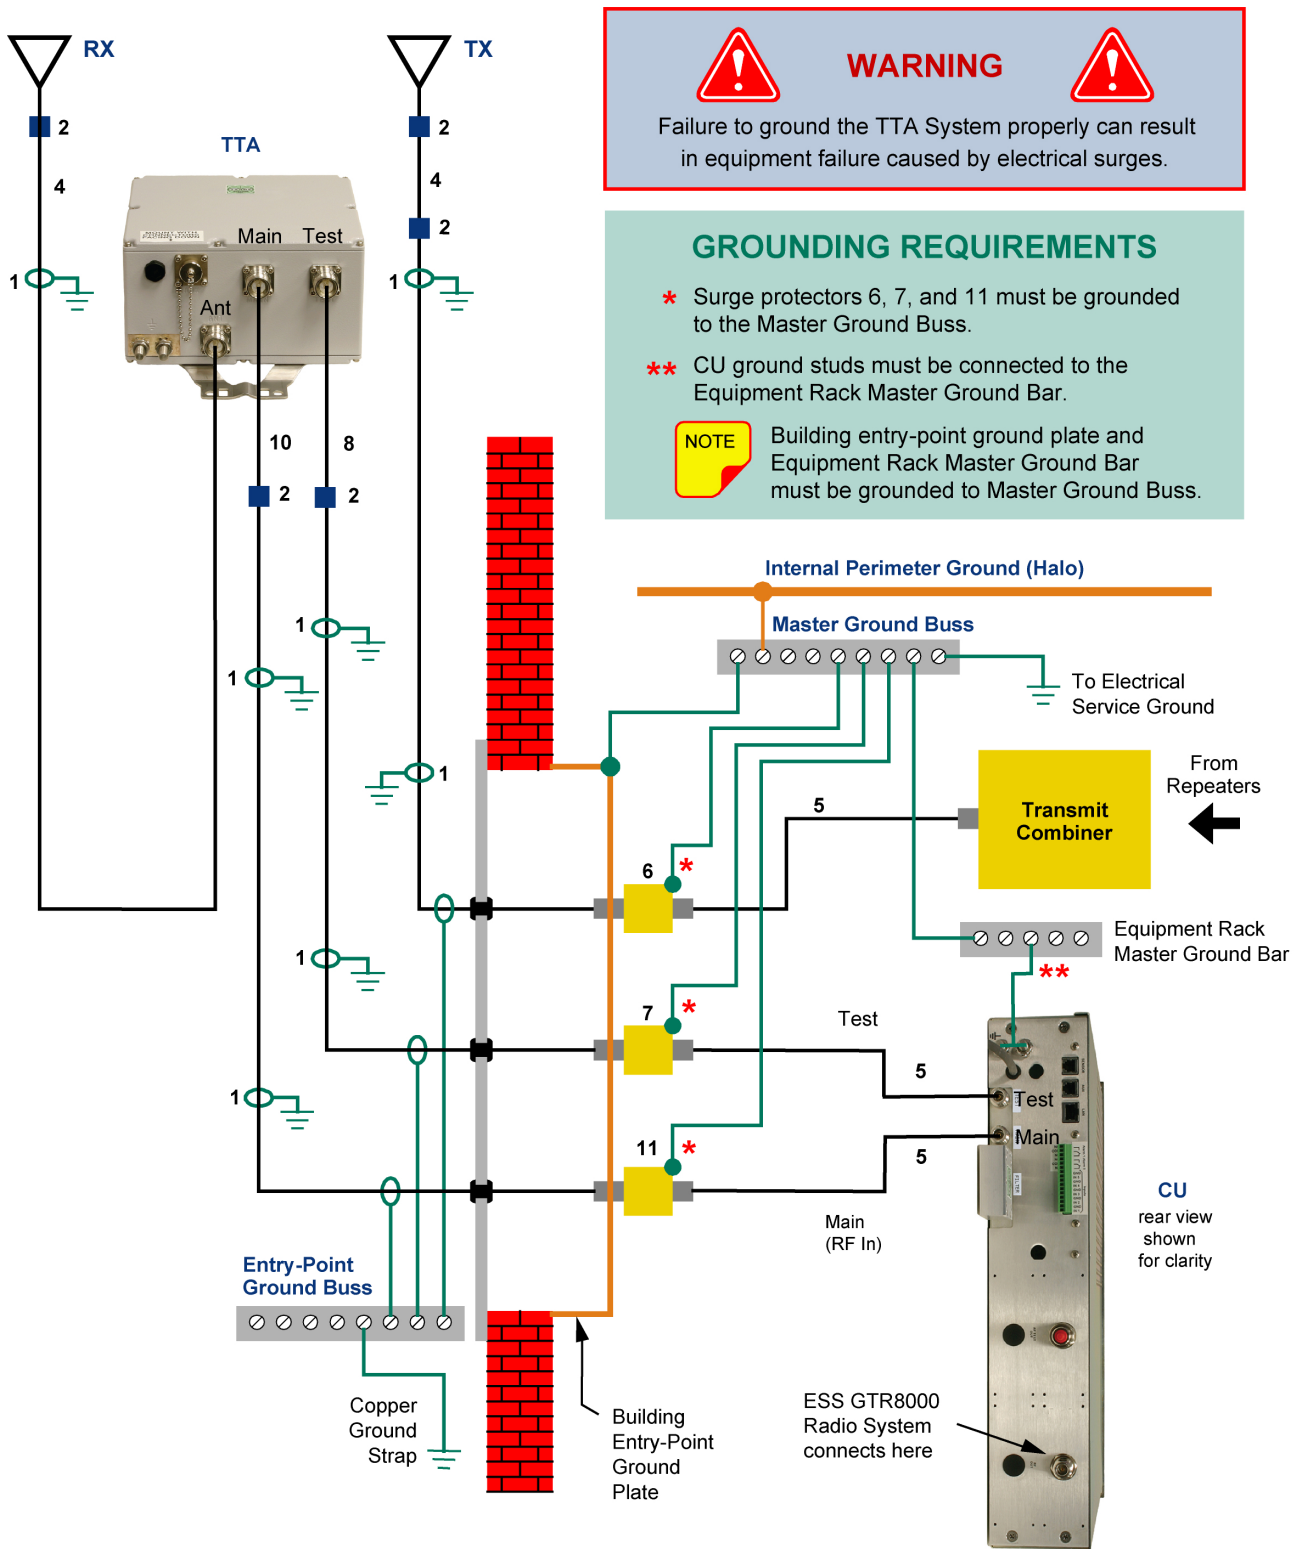 RX
TX
WARNING
Failure to ground the TTA System properly can result
in equipment failure caused by electrical surges.
2
2
TTA
4
4
2
GROUNDING REQUIREMENTS
* Surge protectors 6, 7, and 11 must be grounded
to the Master Ground Buss.
** CU ground studs must be connected to the
Equipment Rack Master Ground Bar.
NOTE
Building entry-point ground plate and
Equipment Rack Master Ground Bar
must be grounded to Master Ground Buss.
Main
Test
Ant
1
1
10
8
2
2
Internal Perimeter Ground (Halo)
Master Ground Buss
1
1
To Electrical
Service Ground
1
From
Repeaters
5
Transmit
Combiner
6
*
Equipment Rack
Master Ground Bar
**
1
7
*
Test
5
Test
1
Main
11
*
5
CU
rear view
shown
for clarity
FILTER
Main
(RF In)
Entry-Point
Ground Buss
Copper
Ground
Strap
Building
Entry-Point
Ground
Plate
ESS GTR8000
Radio System
connects here